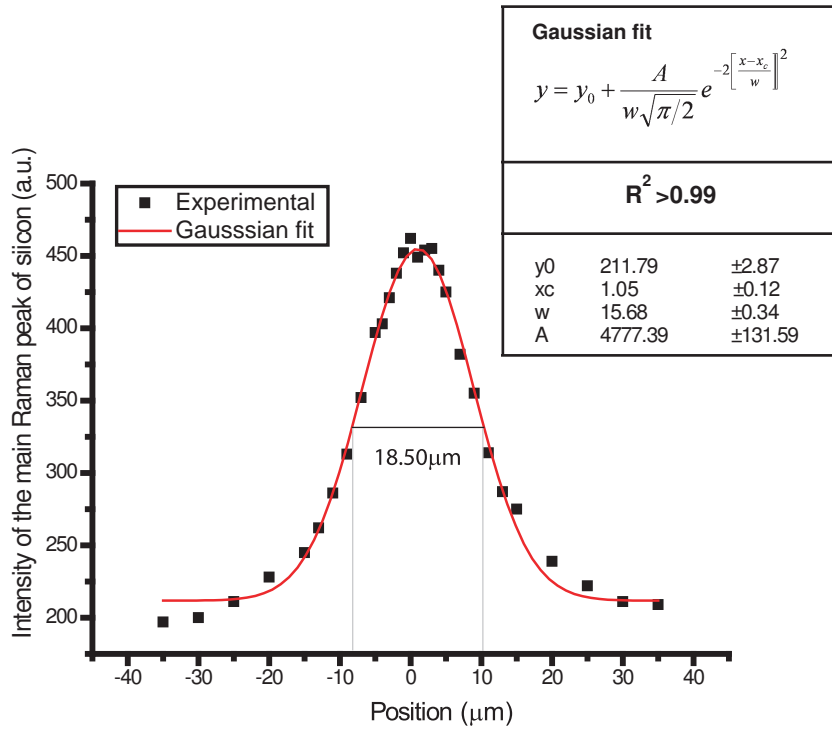 Gaussian fit
y = y₀ + A / (w√(π/2)) e^(-2[(x-x_c)/w]²)
R² >0.99
y0 211.79 ±2.87
xc 1.05 ±0.12
w 15.68 ±0.34
A 4777.39 ±131.59
Experimental
Gausssian fit
Intensity of the main Raman peak of siicon (a.u.)
500
450
400
350
300
250
200
18.50µm
-40 -30 -20 -10 0 10 20 30 40
Position (µm)